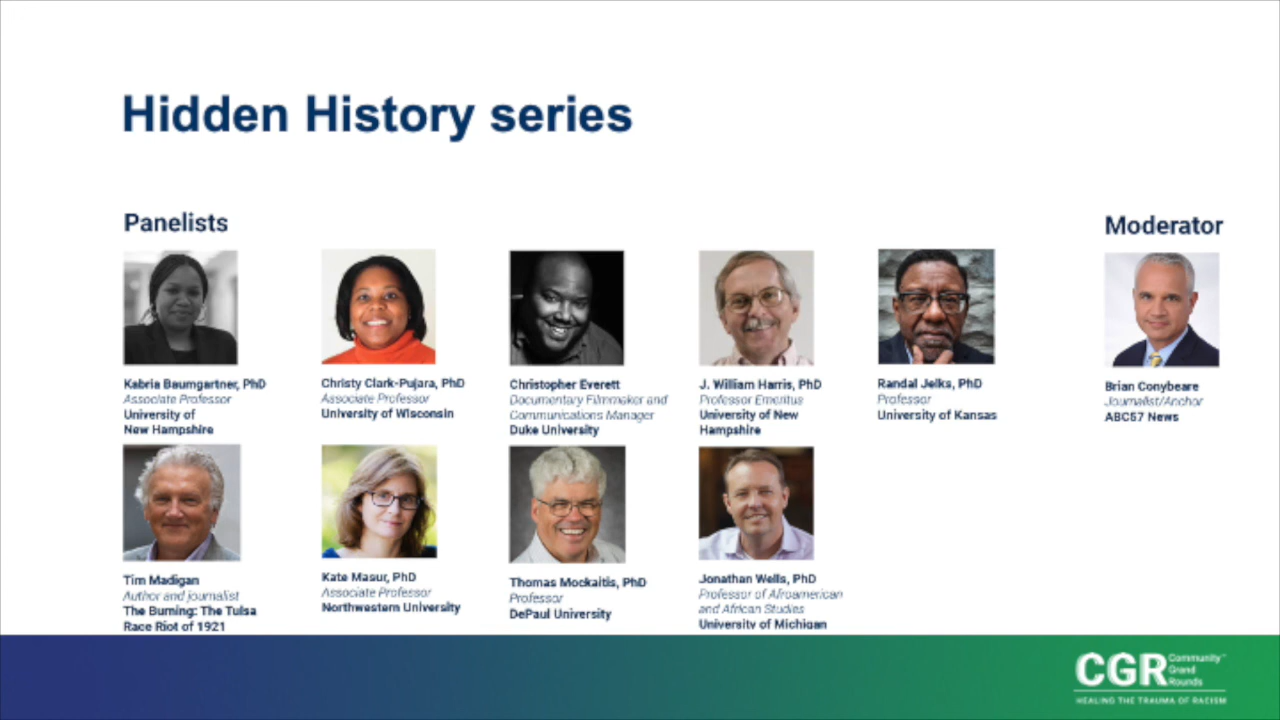 Hidden History series
Panelists
Moderator
Kabria Baumgartner, PhD
Associate Professor
University of
New Hampshire
Christy Clark-Pujara, PhD
Associate Professor
University of Wisconsin
Christopher Everett
Documentary Filmmaker and
Communications Manager
Duke University
J. William Harris, PhD
Professor Emeritus
University of New
Hampshire
Randal Jelks, PhD
Professor
University of Kansas
Brian Conybeare
Journalist/Anchor
ABC57 News
Tim Madigan
Author and journalist
The Burning: The Tulsa
Race Riot of 1921
Kate Masur, PhD
Associate Professor
Northwestern University
Thomas Mockaitis, PhD
Professor
DePaul University
Jonathan Wells, PhD
Professor of Afroamerican
and African Studies
University of Michigan
CGR
Community™
Grand
Rounds
HEALING THE TRAUMA OF RACISM